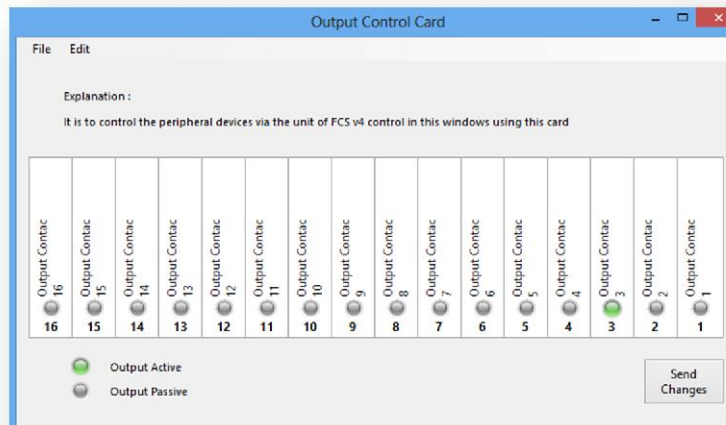 Output Control Card
File Edit
Explanation :
It is to control the peripheral devices via the unit of FCS v4 control in this windows using this card
Output Contac 16
Output Contac 15
Output Contac 14
Output Contac 13
Output Contac 12
Output Contac 11
Output Contac 10
Output Contac 9
Output Contac 8
Output Contac 7
Output Contac 6
Output Contac 5
Output Contac 4
Output Contac 3
Output Contac 2
Output Contac 1
16 15 14 13 12 11 10 9 8 7 6 5 4 3 2 1
Output Active
Output Passive
Send
Changes